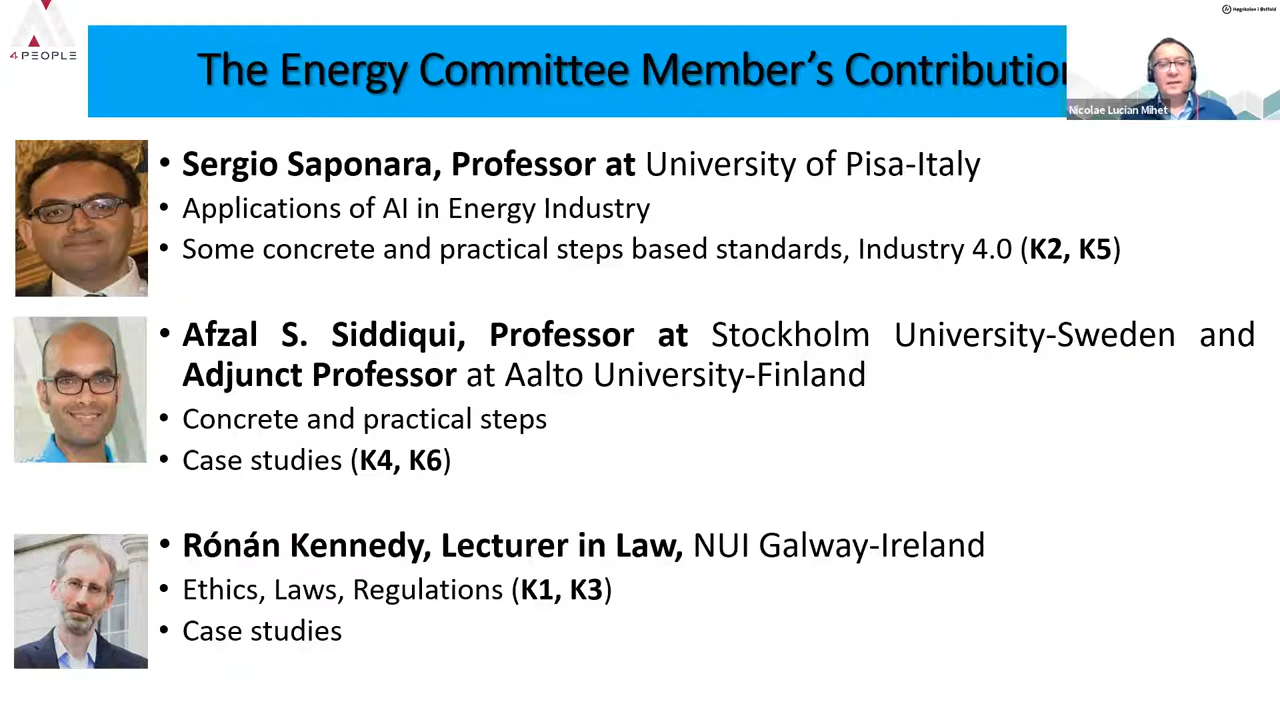 Høgskolen i Østfold
4PEOPLE
The Energy Committee Member's Contribution
Nicolae Lucian Mihet
• Sergio Saponara, Professor at University of Pisa-Italy
• Applications of AI in Energy Industry
• Some concrete and practical steps based standards, Industry 4.0 (K2, K5)
• Afzal S. Siddiqui, Professor at Stockholm University-Sweden and
Adjunct Professor at Aalto University-Finland
• Concrete and practical steps
• Case studies (K4, K6)
• Rónán Kennedy, Lecturer in Law, NUI Galway-Ireland
• Ethics, Laws, Regulations (K1, K3)
• Case studies